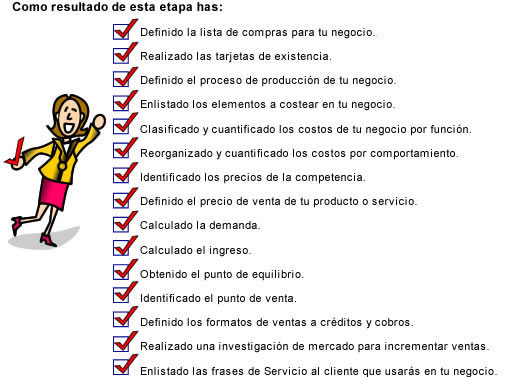 Como resultado de esta etapa has:
Definido la lista de compras para tu negocio.
Realizado las tarjetas de existencia.
Definido el proceso de producción de tu negocio.
Enlistado los elementos a costear en tu negocio.
Clasificado y cuantificado los costos de tu negocio por función.
Reorganizado y cuantificado los costos por comportamiento.
Identificado los precios de la competencia.
Definido el precio de venta de tu producto o servicio.
Calculado la demanda.
Calculado el ingreso.
Obtenido el punto de equilibrio.
Identificado el punto de venta.
Definido los formatos de ventas a créditos y cobros.
Realizado una investigación de mercado para incrementar ventas.
Enlistado las frases de Servicio al cliente que usarás en tu negocio.